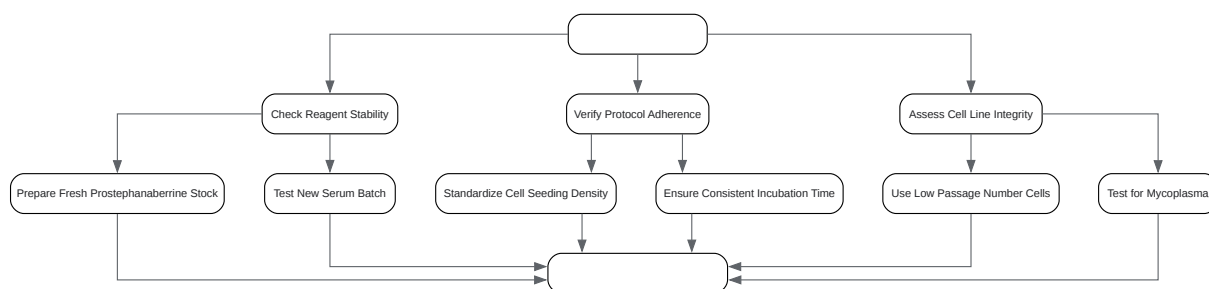 Check Reagent Stability
Verify Protocol Adherence
Assess Cell Line Integrity
Prepare Fresh Prostephanaberrine Stock
Test New Serum Batch
Standardize Cell Seeding Density
Ensure Consistent Incubation Time
Use Low Passage Number Cells
Test for Mycoplasma